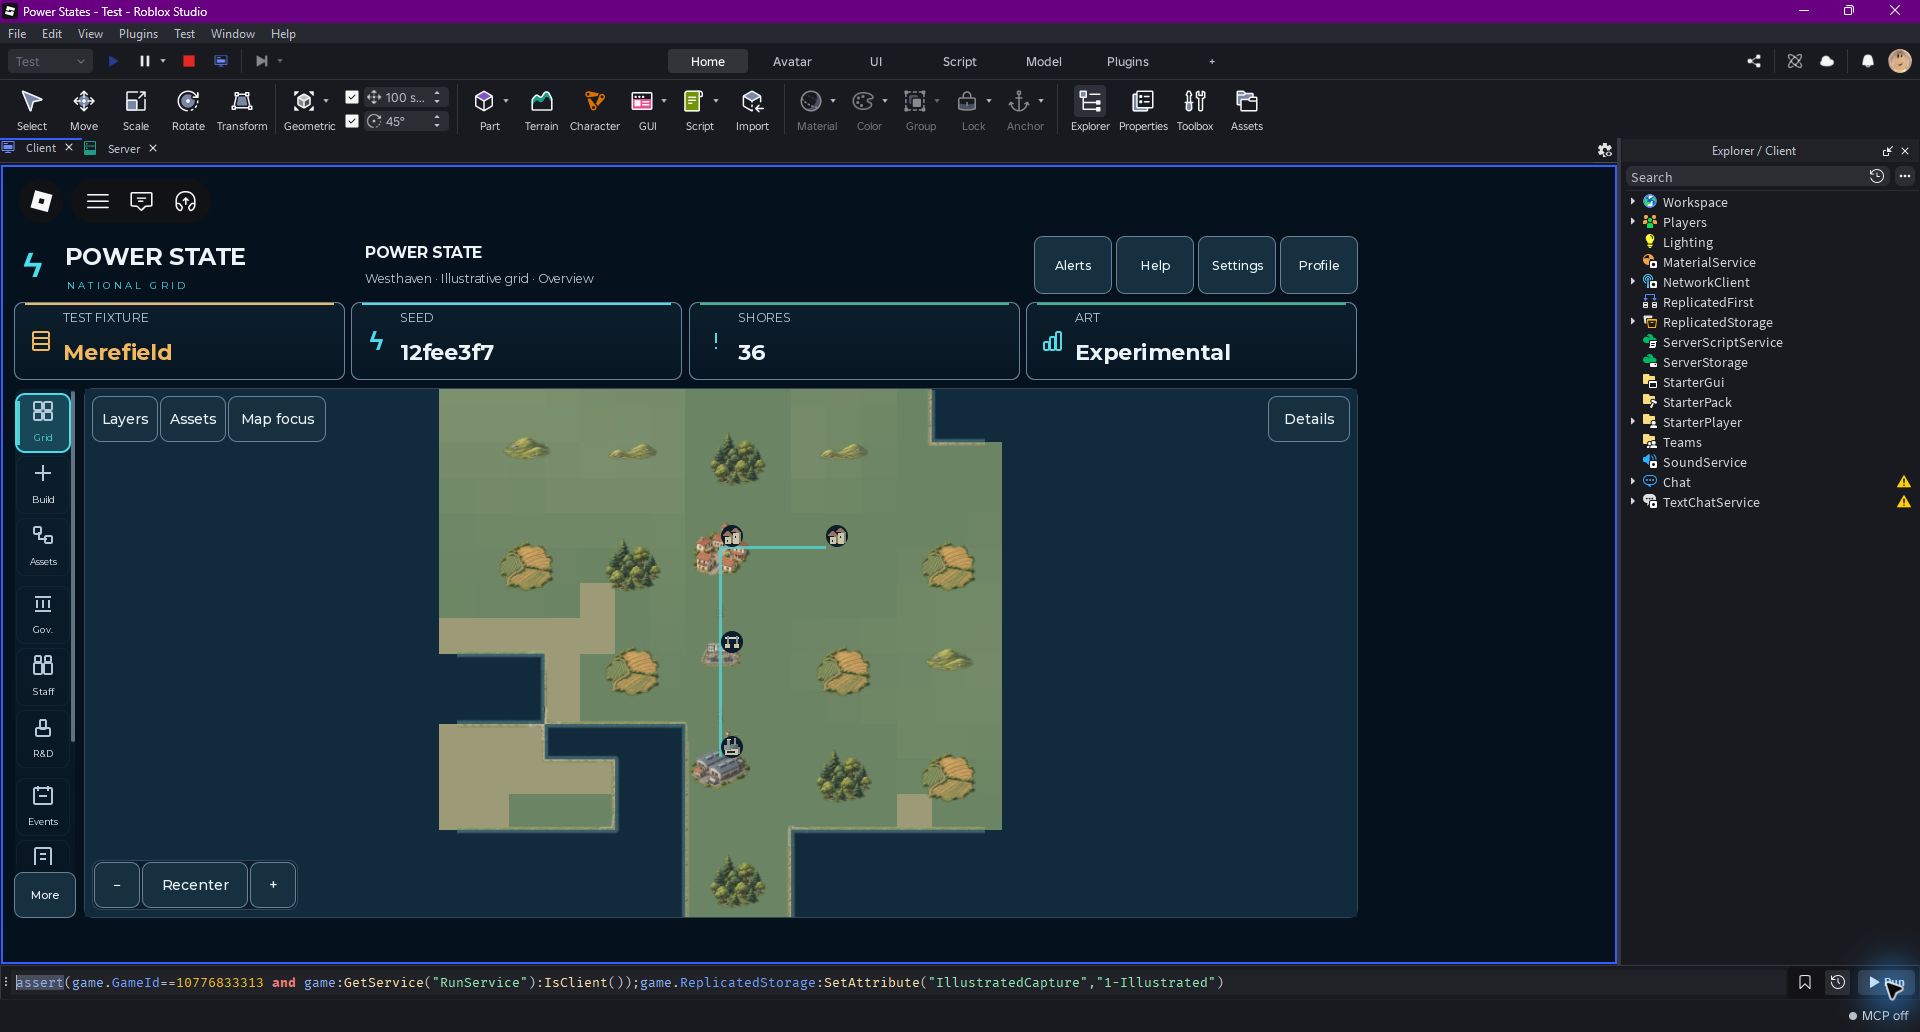 Power States - Test - Roblox Studio
File Edit View Plugins Test Window Help
Test
Home Avatar UI Script Model Plugins +
100 s...
45°
Select Move Scale Rotate Transform Geometric Part Terrain Character GUI Script Import Material Color Group Lock Anchor Explorer Properties Toolbox Assets
Client Server
Explorer / Client
Search
Workspace
Players
Lighting
MaterialService
NetworkClient
ReplicatedFirst
ReplicatedStorage
ServerScriptService
ServerStorage
StarterGui
StarterPack
StarterPlayer
Teams
SoundService
Chat
TextChatService
POWER STATE
NATIONAL GRID
POWER STATE
Westhaven · Illustrative grid · Overview
Alerts Help Settings Profile
TEST FIXTURE
Merefield
SEED
12fee3f7
SHORES
36
ART
Experimental
Grid
Build
Assets
Gov.
Staff
R&D
Events
More
Layers Assets Map focus
Details
- Recenter +
assert(game.GameId==10776833313 and game:GetService("RunService"):IsClient());game.ReplicatedStorage:SetAttribute("IllustratedCapture","1-Illustrated")
MCP off